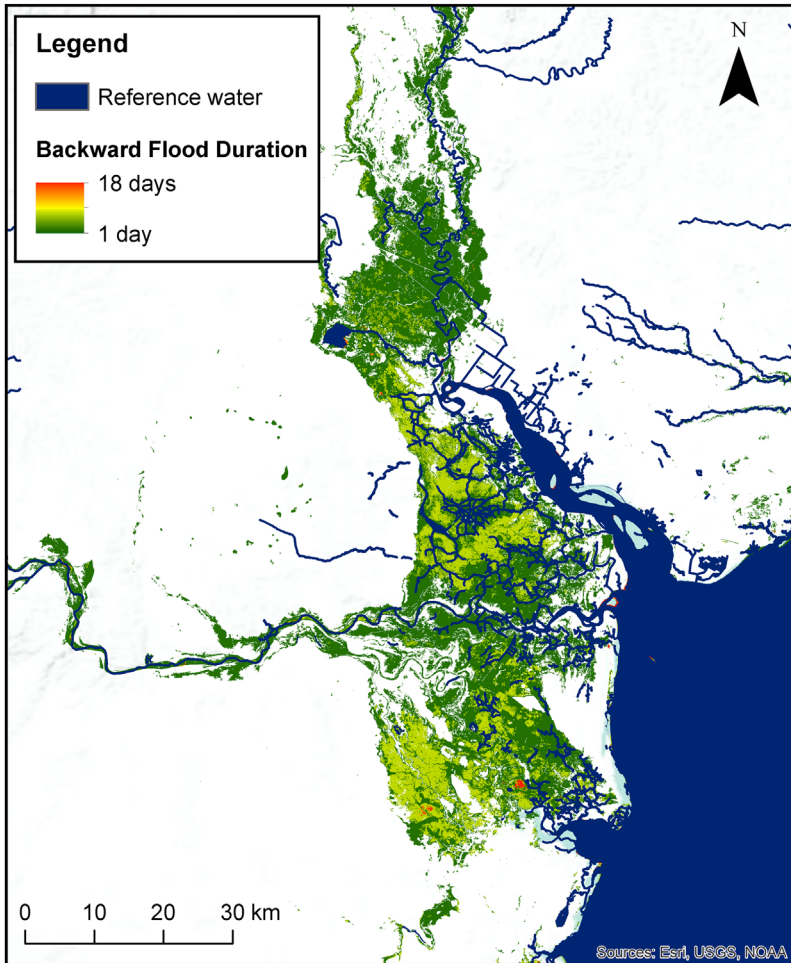 Legend
Reference water
Backward Flood Duration
18 days
1 day
N
0 10 20 30 km
Sources: Esri, USGS, NOAA